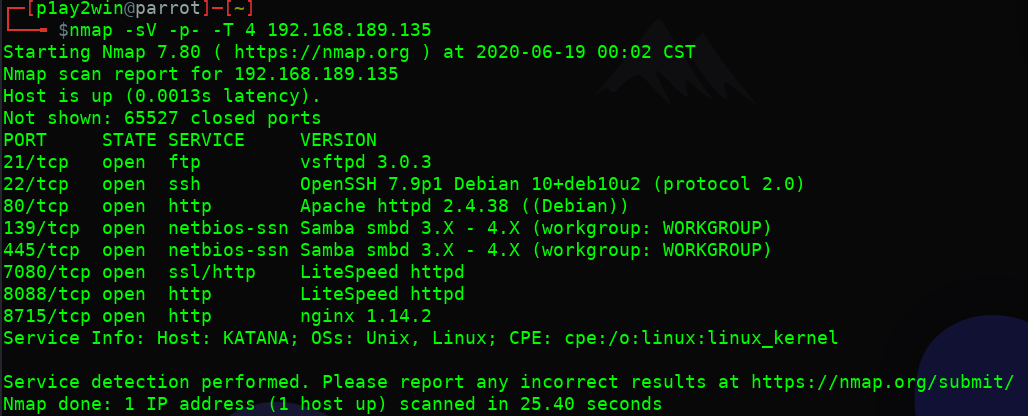 ┌─[p1ay2win@parrot]─[~]
└──╼ $nmap -sV -p- -T 4 192.168.189.135
Starting Nmap 7.80 ( https://nmap.org ) at 2020-06-19 00:02 CST
Nmap scan report for 192.168.189.135
Host is up (0.0013s latency).
Not shown: 65527 closed ports
PORT     STATE SERVICE     VERSION
21/tcp   open  ftp         vsftpd 3.0.3
22/tcp   open  ssh         OpenSSH 7.9p1 Debian 10+deb10u2 (protocol 2.0)
80/tcp   open  http        Apache httpd 2.4.38 ((Debian))
139/tcp  open  netbios-ssn Samba smbd 3.X - 4.X (workgroup: WORKGROUP)
445/tcp  open  netbios-ssn Samba smbd 3.X - 4.X (workgroup: WORKGROUP)
7080/tcp open  ssl/http    LiteSpeed httpd
8088/tcp open  http        LiteSpeed httpd
8715/tcp open  http        nginx 1.14.2
Service Info: Host: KATANA; OSs: Unix, Linux; CPE: cpe:/o:linux:linux_kernel

Service detection performed. Please report any incorrect results at https://nmap.org/submit/
Nmap done: 1 IP address (1 host up) scanned in 25.40 seconds